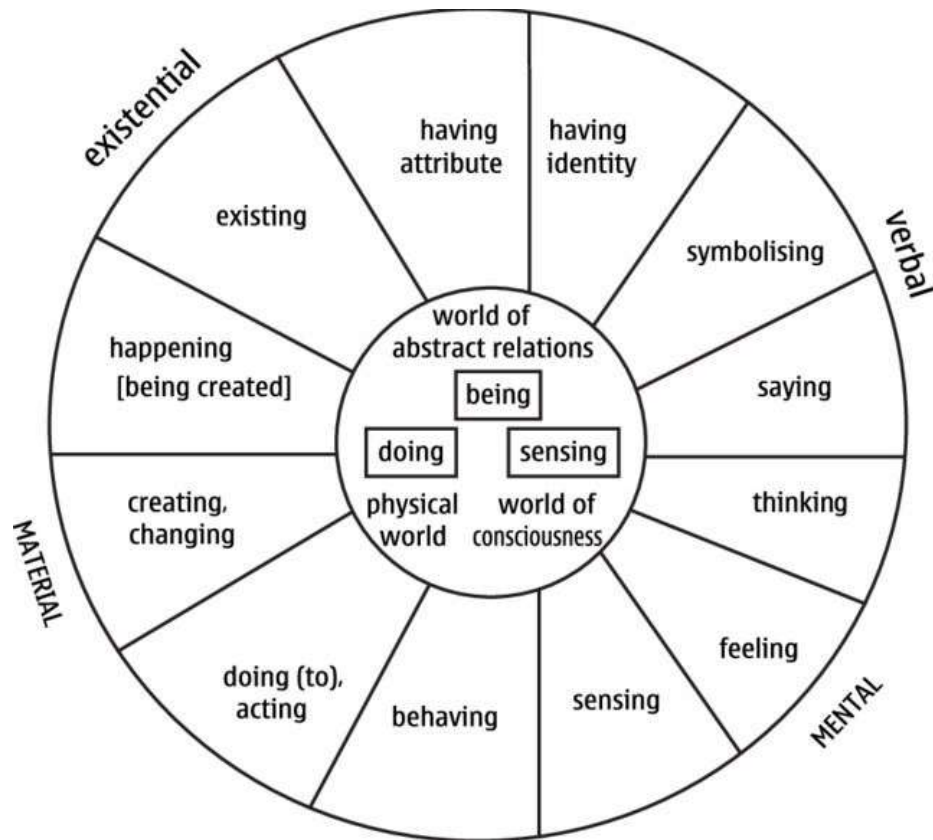 existential
having
attribute
having
identity
existing
symbolising
verbal
world of
abstract relations
happening
[being created]
being
saying
doing
sensing
physical
world
world of
consciousness
thinking
creating,
changing
MATERIAL
feeling
doing (to),
acting
behaving
sensing
MENTAL